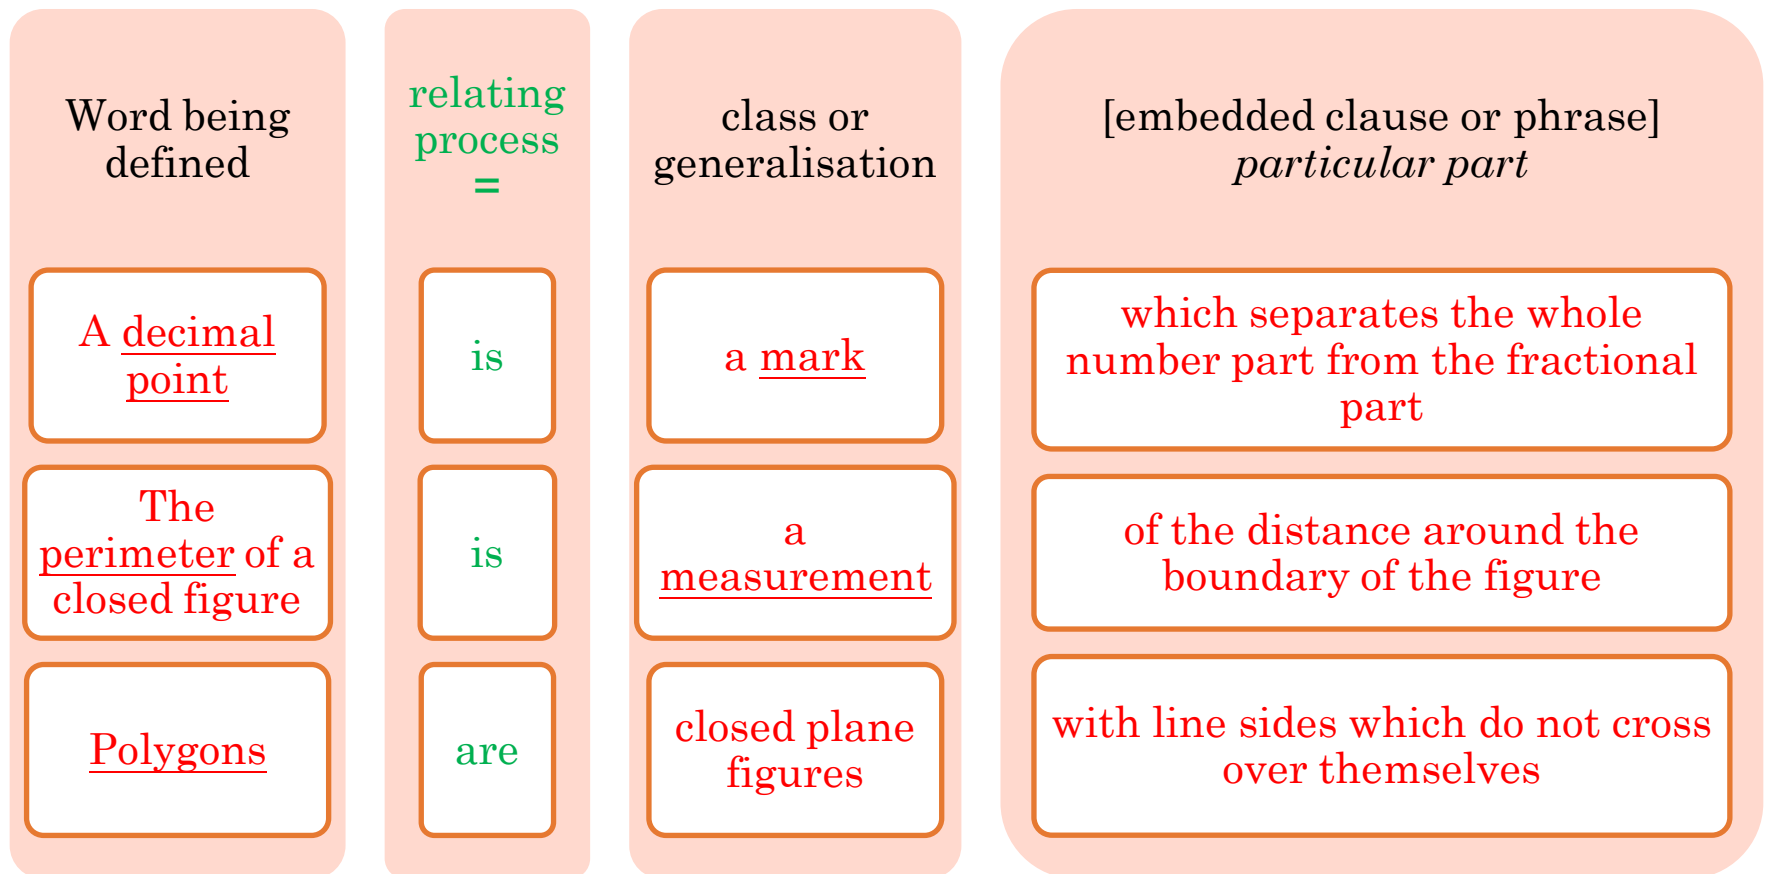 Word being
defined
relating
process
=
class or
generalisation
[embedded clause or phrase]
particular part
A decimal
point
is
a mark
which separates the whole
number part from the fractional
part
The
perimeter of a
closed figure
is
a
measurement
of the distance around the
boundary of the figure
Polygons
are
closed plane
figures
with line sides which do not cross
over themselves